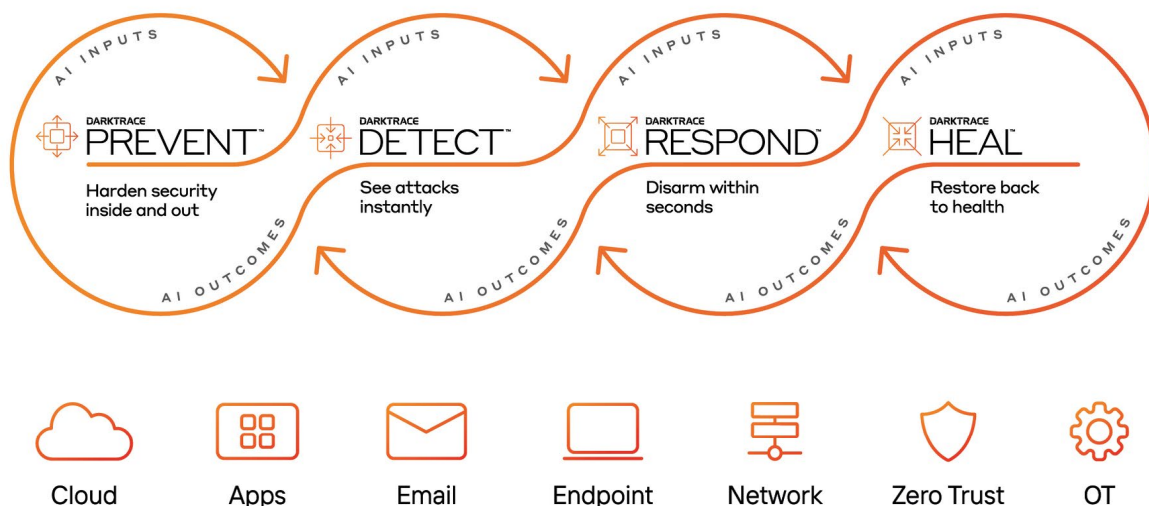 AI INPUTS
AI INPUTS
AI INPUTS
AI INPUTS
DARKTRACE
PREVENT™
DARKTRACE
DETECT™
DARKTRACE
RESPOND™
DARKTRACE
HEAL™
Harden security
inside and out
See attacks
instantly
Disarm within
seconds
Restore back
to health
AI OUTCOMES
AI OUTCOMES
AI OUTCOMES
AI OUTCOMES
Cloud
Apps
Email
Endpoint
Network
Zero Trust
OT